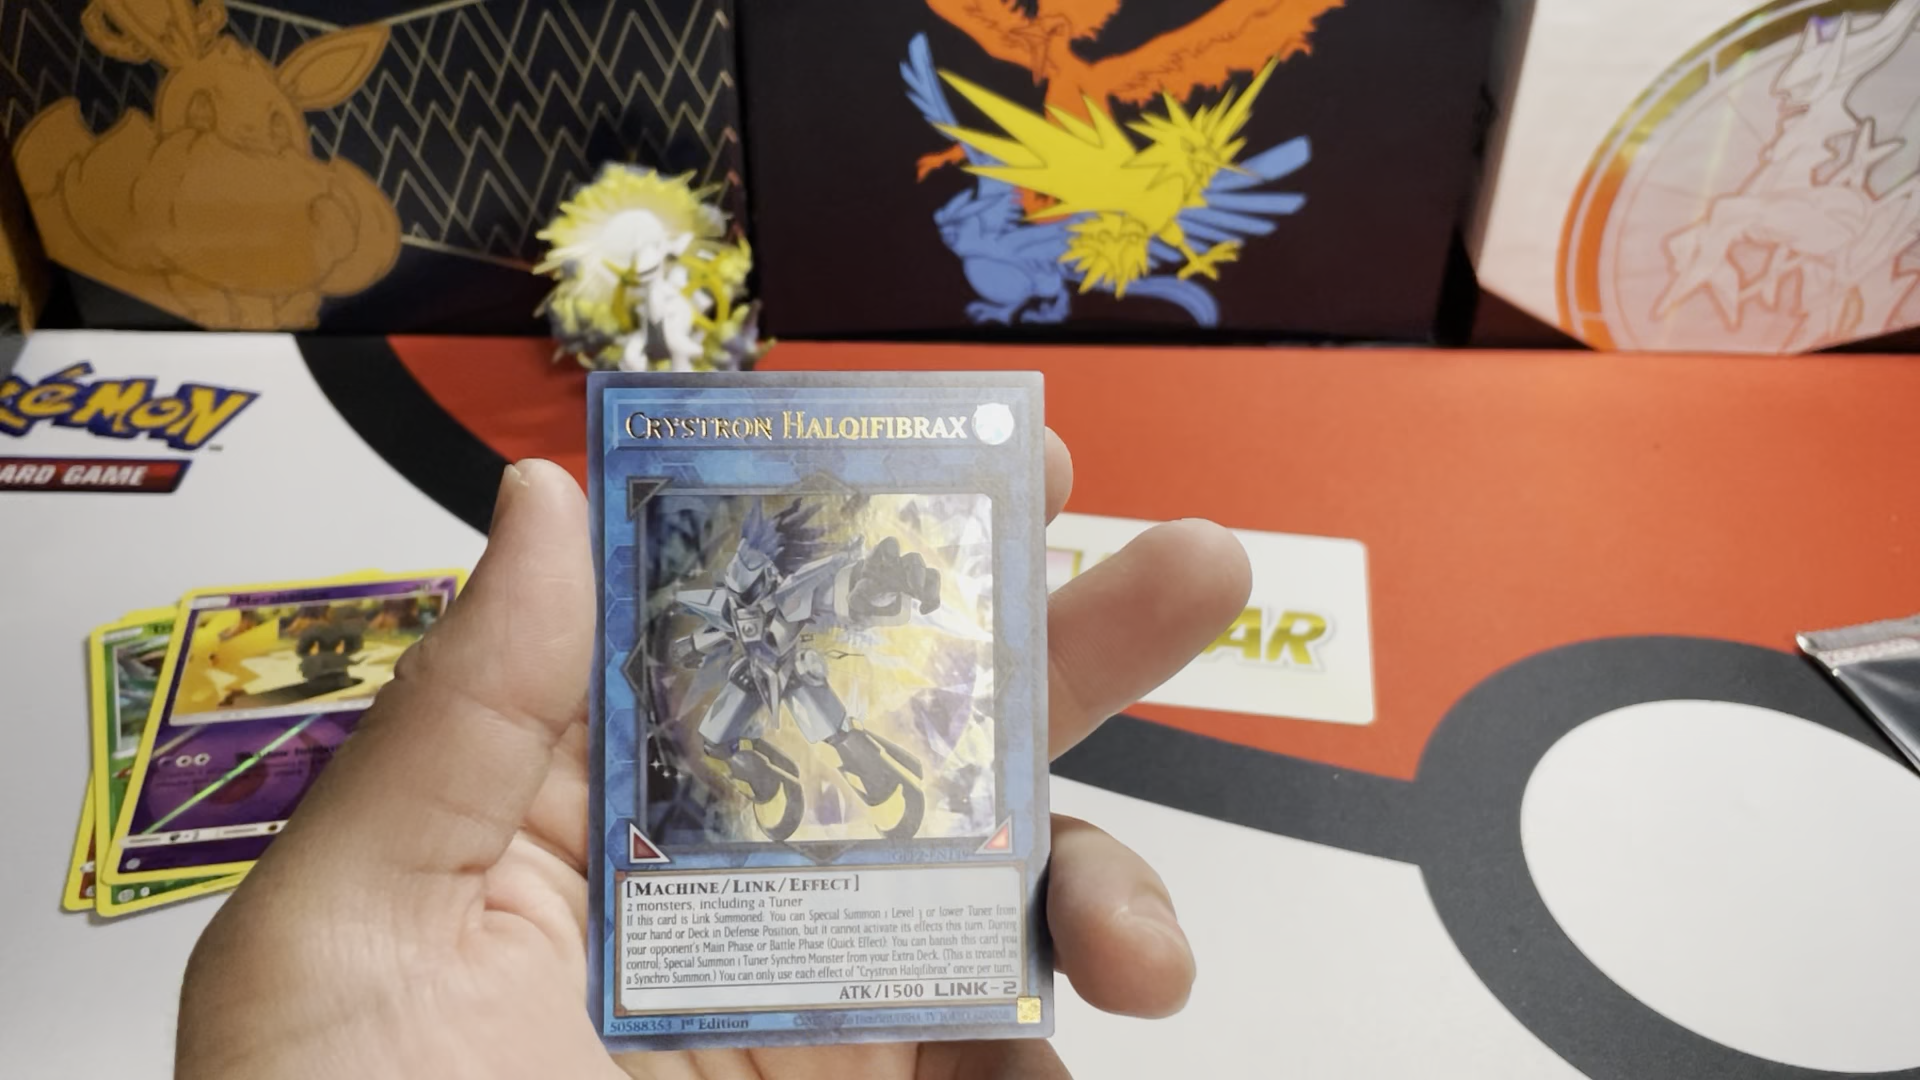 CRYSTRON HALQIFIBRAX
[MACHINE/LINK/EFFECT]
2 monsters, including a Tuner
If this card is Link Summoned: You can Special Summon 1 Level 3 or lower Tuner from
your hand or Deck in Defense Position, but it cannot activate its effects this turn. During
your opponent's Main Phase or Battle Phase (Quick Effect): You can banish this card you
control; Special Summon 1 Tuner Synchro Monster from your Extra Deck. (This is treated as
a Synchro Summon.) You can only use each effect of "Crystron Halqifibrax" once per turn.
ATK/1500 LINK-2
50588353 1st Edition
ARD GAME
AR